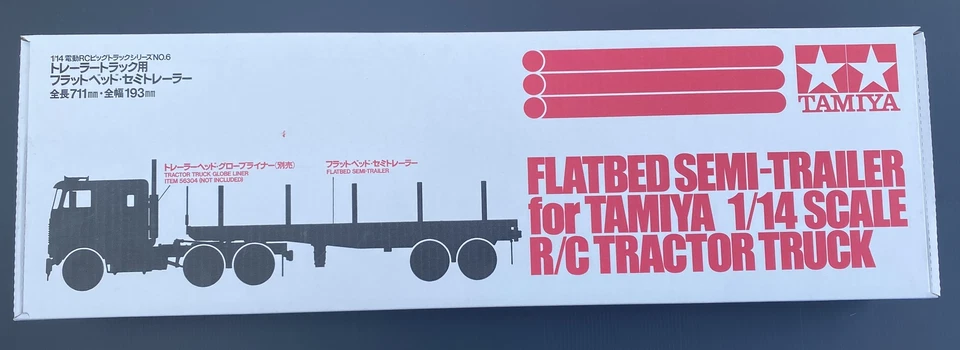 1/14 電動RCビッグトラックシリーズNO.6
トレーラートラック用
フラットベッド・セミトレーラー
全長711㎜・全幅193㎜
TAMIYA
トレーラーヘッド・グローブライナー(別売)
TRACTOR TRUCK GLOBE LINER
ITEM 56304 (NOT INCLUDED)
フラットベッド・セミトレーラー
FLATBED SEMI-TRAILER
FLATBED SEMI-TRAILER
for TAMIYA 1/14 SCALE
R/C TRACTOR TRUCK